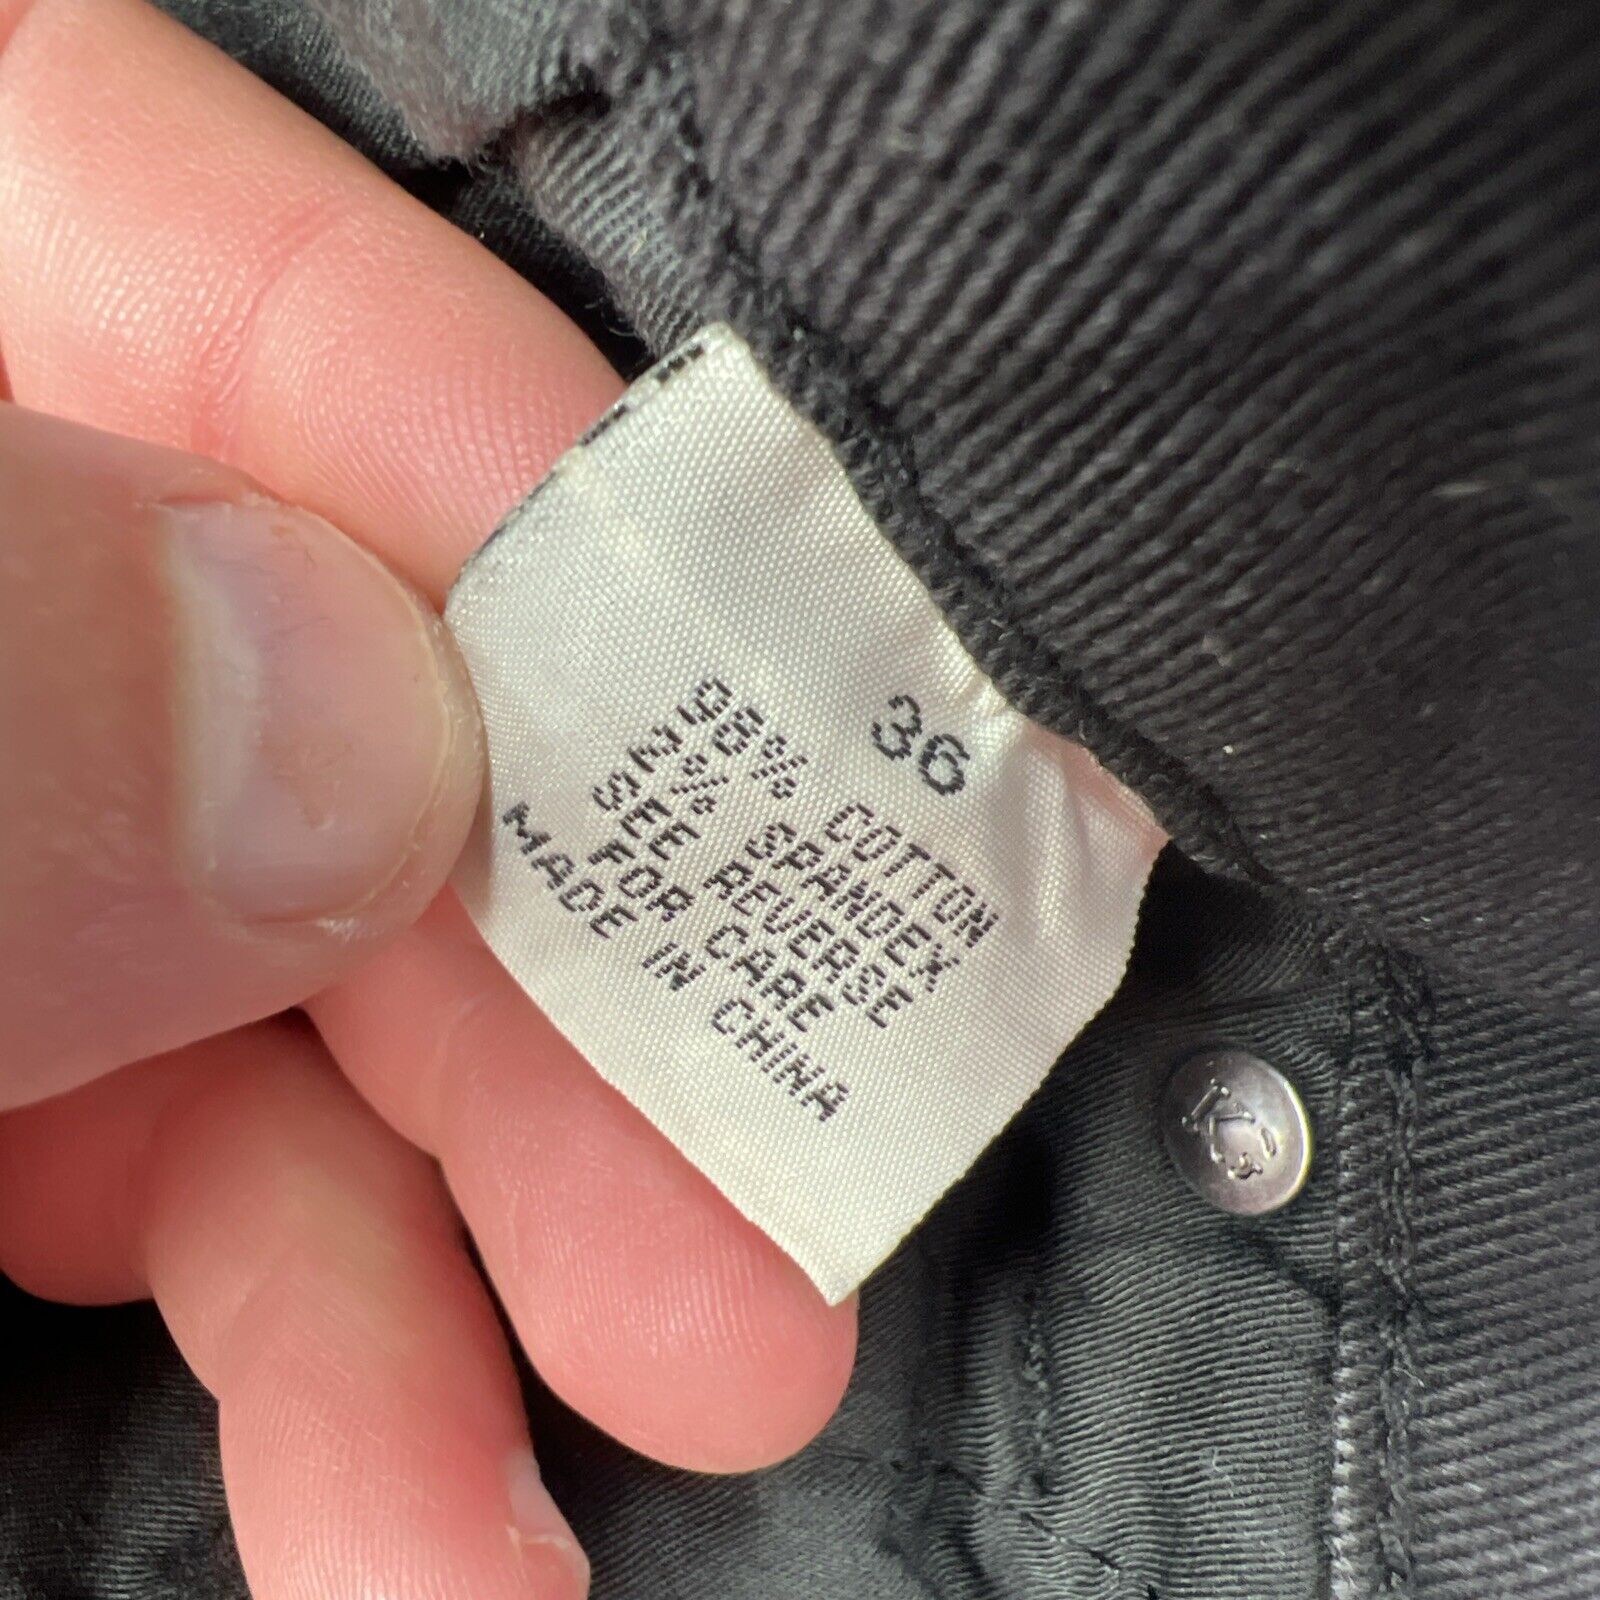 36
98% COTTON
2% SPANDEX
SEE REVERSE
FOR CARE
MADE IN CHINA